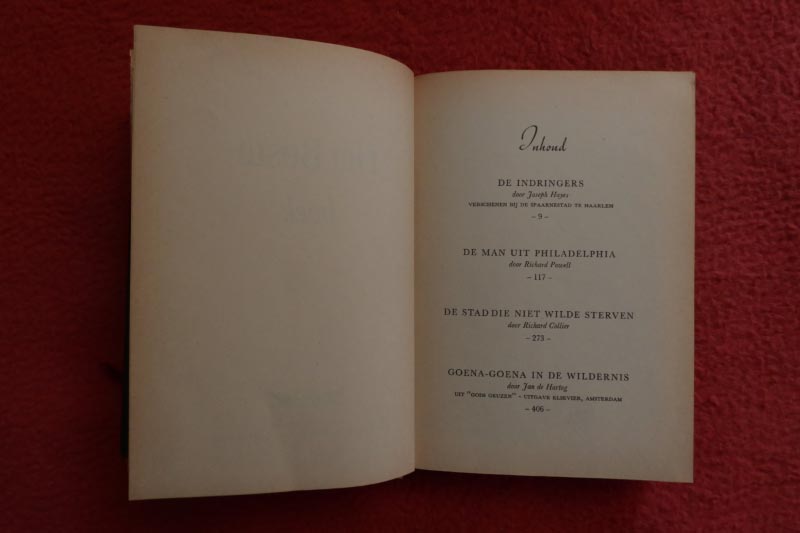 Inhoud
DE INDRINGERS
door Joseph Hayes
VERSCHENEN BIJ DE SPAARNESTAD TE HAARLEM
– 9 –
DE MAN UIT PHILADELPHIA
door Richard Powell
– 117 –
DE STAD DIE NIET WILDE STERVEN
door Richard Collier
– 273 –
GOENA-GOENA IN DE WILDERNIS
door Jan de Hartog
UIT "GODS GEUZEN" - UITGAVE ELSEVIER, AMSTERDAM
– 406 –